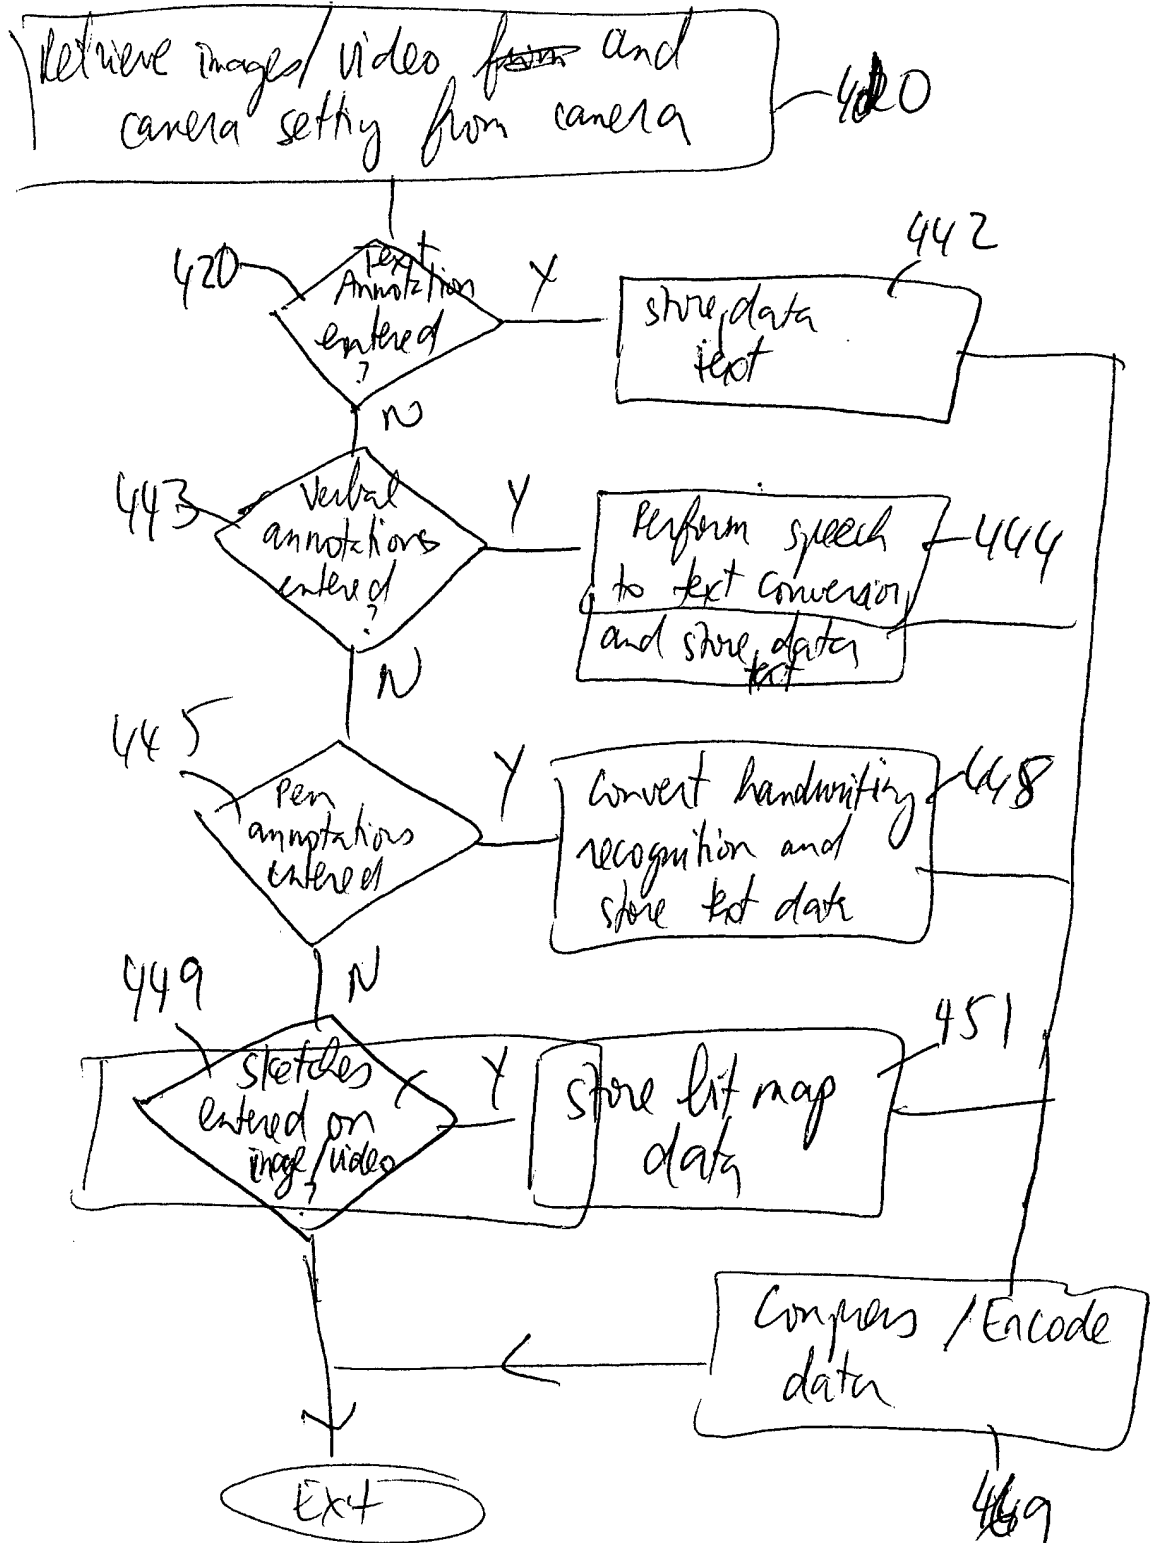 Retrieve images/video and
camera setting from camera
442
420
Text
Annotation
entered
?
Y
store data
text
N
443
Verbal
annotations
entered
?
Y
Perform speech
to text conversion
and store data
text
444
N
445
Pen
annotations
entered
Y
Convert handwriting
recognition and
store text data
448
N
449
Sketches
entered on
image/video
?
Y
store bit map
data
451
Compress / Encode
data
Exit